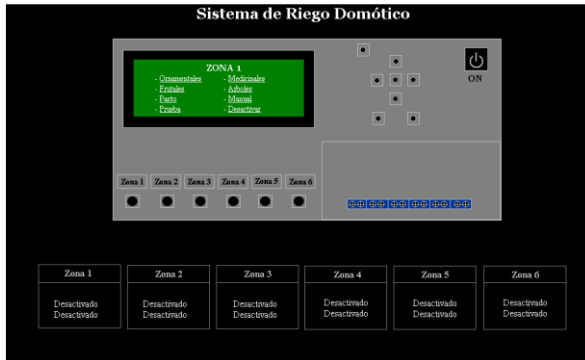 Sistema de Riego Domótico
ON
ZONA 1
- Ornamentales - Medicinales
- Frutales - Arboles
- Pasto - Manual
- Prueba - Desactivar
Zona 1 Zona 2 Zona 3 Zona 4 Zona 5 Zona 6
Zona 1 Zona 2 Zona 3 Zona 4 Zona 5 Zona 6
Desactivado Desactivado Desactivado Desactivado Desactivado Desactivado
Desactivado Desactivado Desactivado Desactivado Desactivado Desactivado